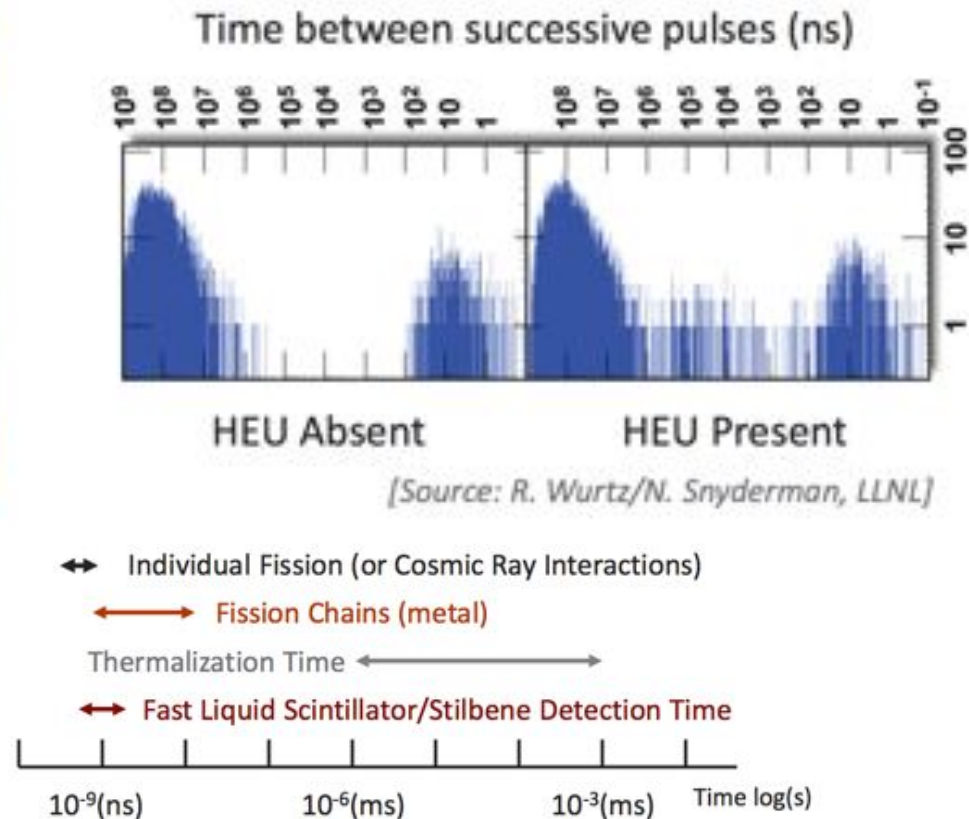 Time between successive pulses (ns)
10⁹ 10⁸ 10⁷ 10⁶ 10⁵ 10⁴ 10³ 10² 10 1 10⁸ 10⁷ 10⁶ 10⁵ 10⁴ 10³ 10² 10 1 10⁻¹
100
10
1
HEU Absent HEU Present
[Source: R. Wurtz/N. Snyderman, LLNL]
Individual Fission (or Cosmic Ray Interactions)
Fission Chains (metal)
Thermalization Time
Fast Liquid Scintillator/Stilbene Detection Time
10⁻⁹(ns) 10⁻⁶(ms) 10⁻³(ms) Time log(s)